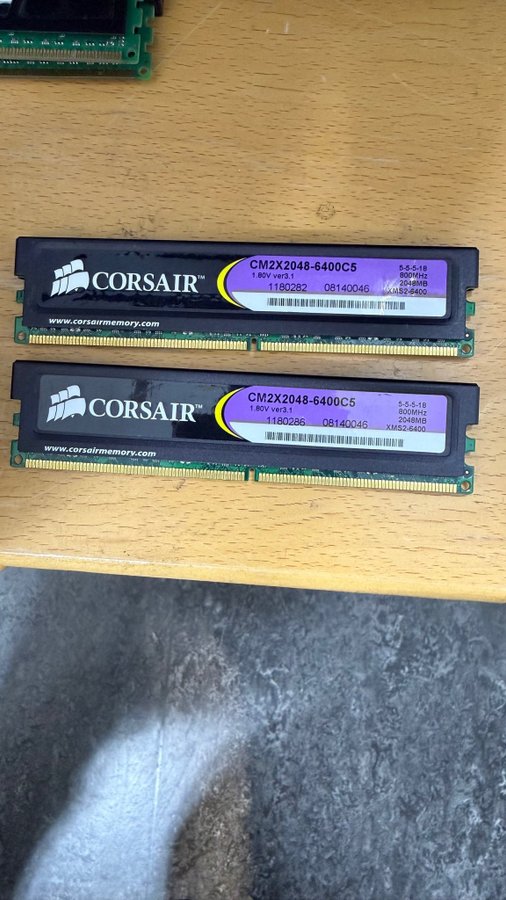 CORSAIR™
www.corsairmemory.com
CM2X2048-6400C5
1.80V ver3.1
1180282 08140046
5-5-5-18
800MHz
2048MB
XMS2-6400
CORSAIR™
www.corsairmemory.com
CM2X2048-6400C5
1.80V ver3.1
1180286 08140046
5-5-5-18
800MHz
2048MB
XMS2-6400